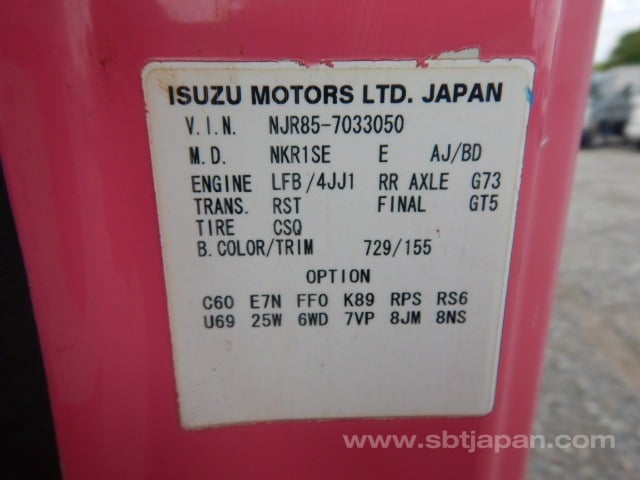 ISUZU MOTORS LTD. JAPAN
V.I.N. NJR85-7033050
M.D. NKR1SE E AJ/BD
ENGINE LFB/4JJ1 RR AXLE G73
TRANS. RST FINAL GT5
TIRE CSQ
B.COLOR/TRIM 729/155
OPTION
C60 E7N FF0 K89 RPS RS6
U69 25W 6WD 7VP 8JM 8NS
www.sbtjapan.com